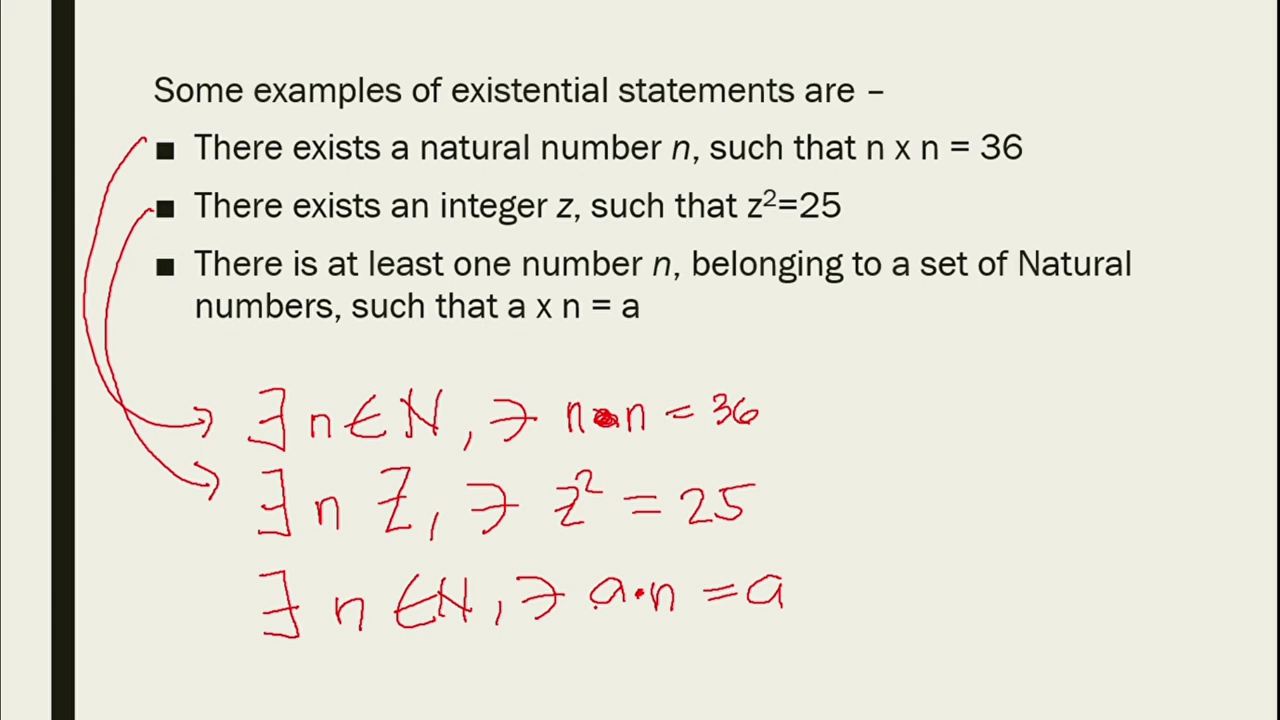 Some examples of existential statements are –
■ There exists a natural number n, such that n x n = 36
■ There exists an integer z, such that z²=25
■ There is at least one number n, belonging to a set of Natural
numbers, such that a x n = a
∃ n ∈ N, ∋ n • n = 36
∃ n Z, ∋ z² = 25
∃ n ∈ N, ∋ a • n = a